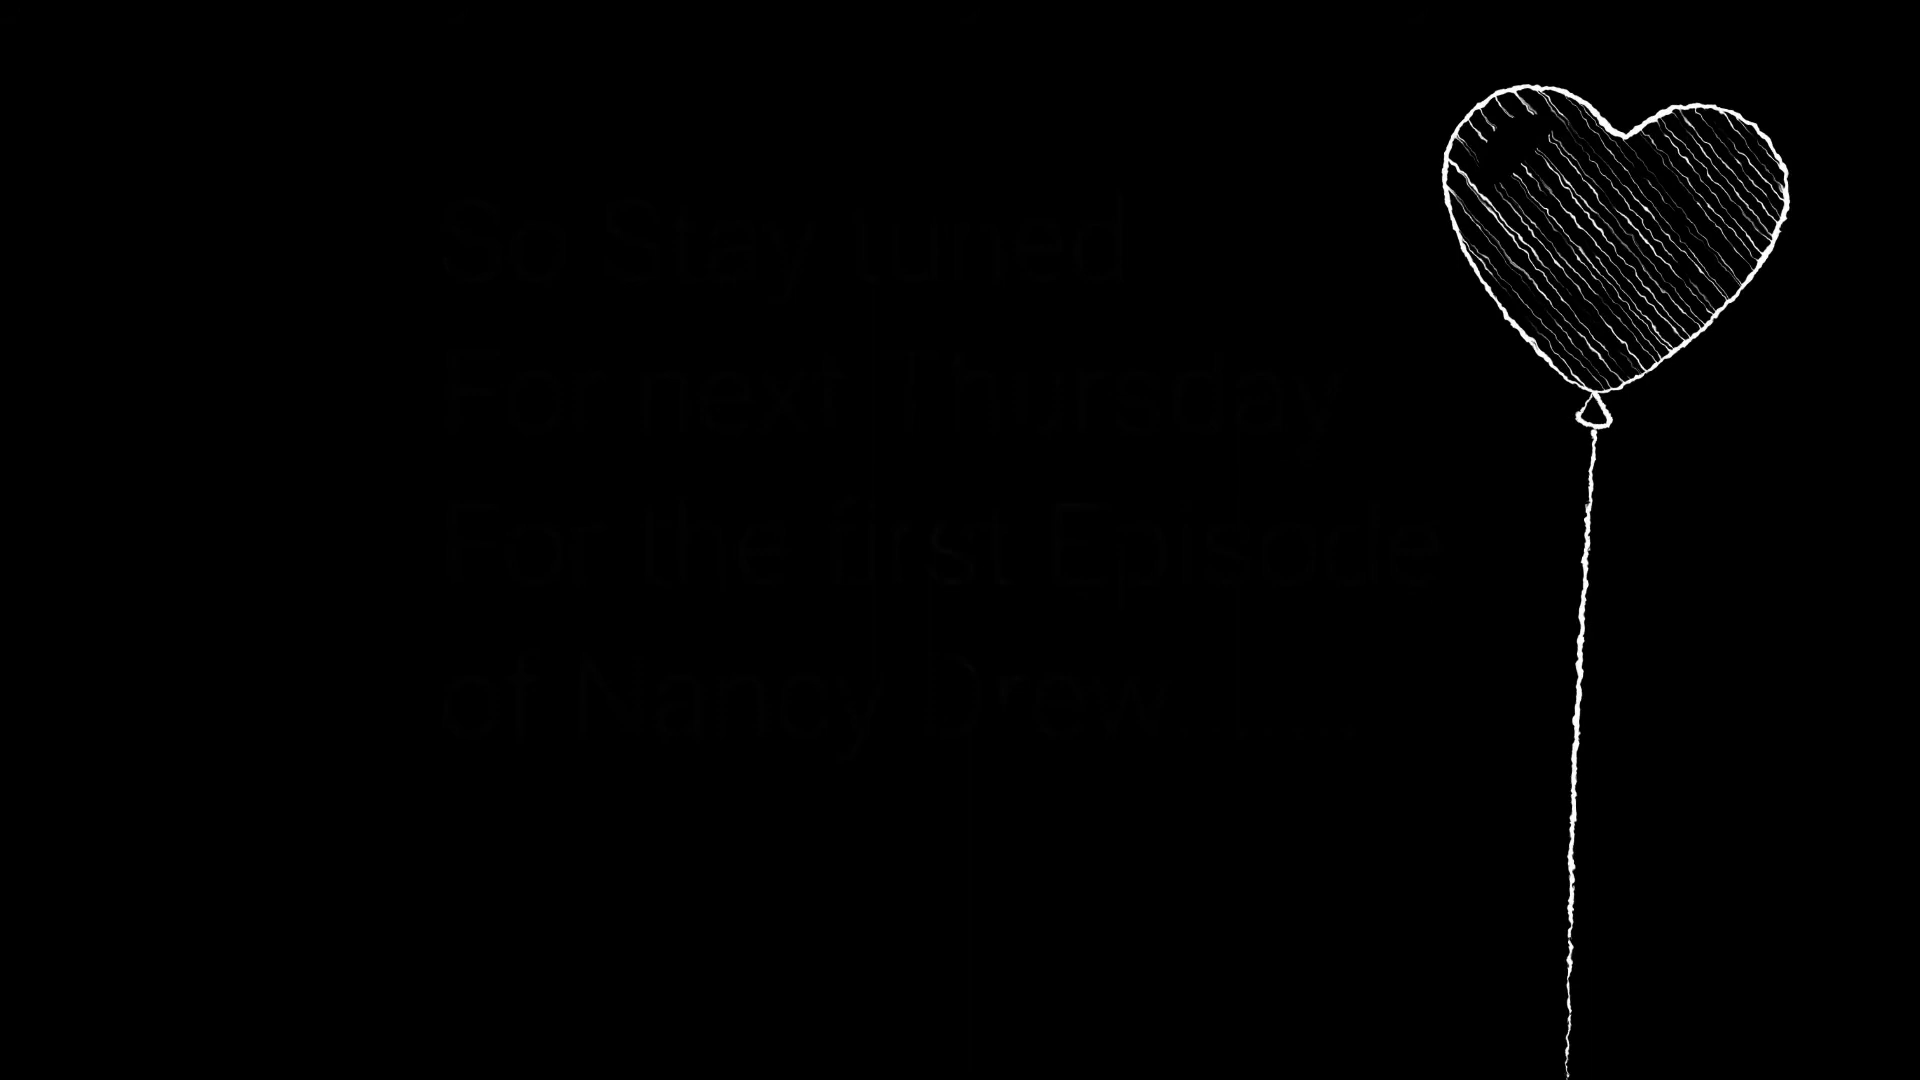 So Stay tuned
For next Thursday
For the first Episode
of Nancy Drew